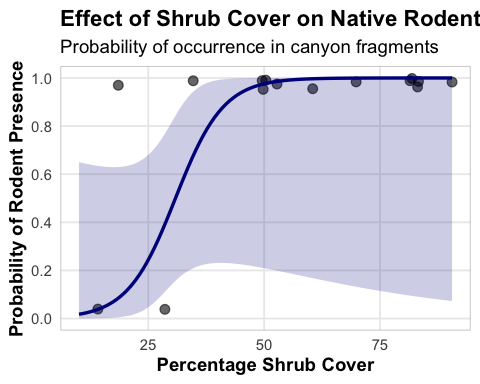 Effect of Shrub Cover on Native Rodent
Probability of occurrence in canyon fragments
Probability of Rodent Presence
1.0
0.8
0.6
0.4
0.2
0.0
25 50 75
Percentage Shrub Cover